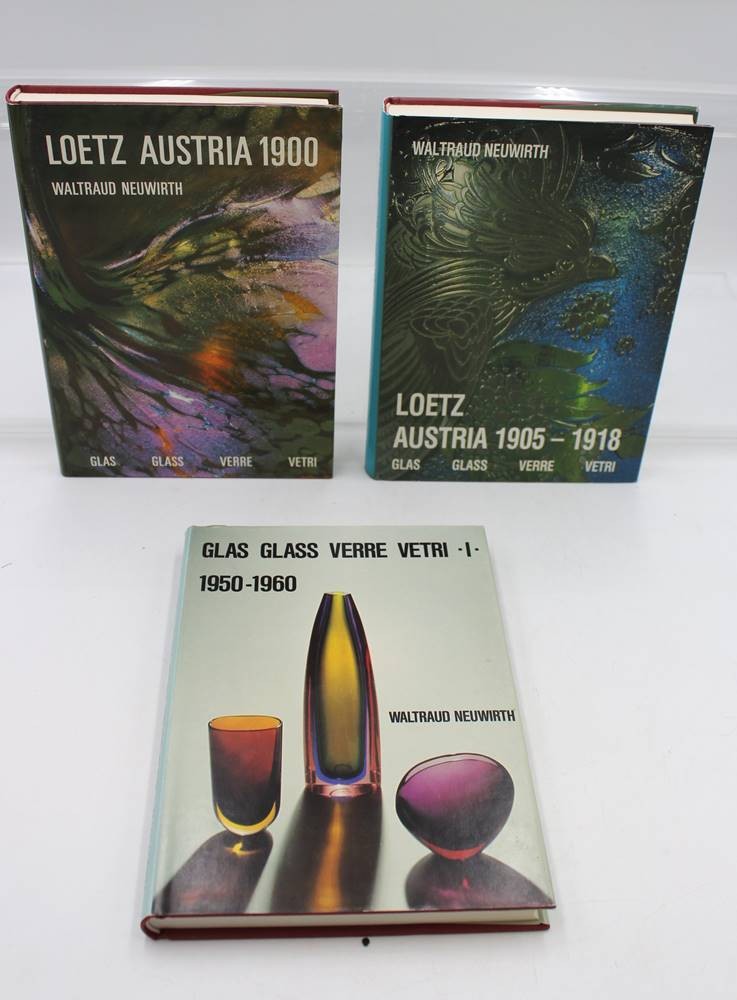 LOETZ AUSTRIA 1900
WALTRAUD NEUWIRTH
GLAS GLASS VERRE VETRI
WALTRAUD NEUWIRTH
LOETZ
AUSTRIA 1905 – 1918
GLAS GLASS VERRE VETRI
GLAS GLASS VERRE VETRI ·I·
1950-1960
WALTRAUD NEUWIRTH